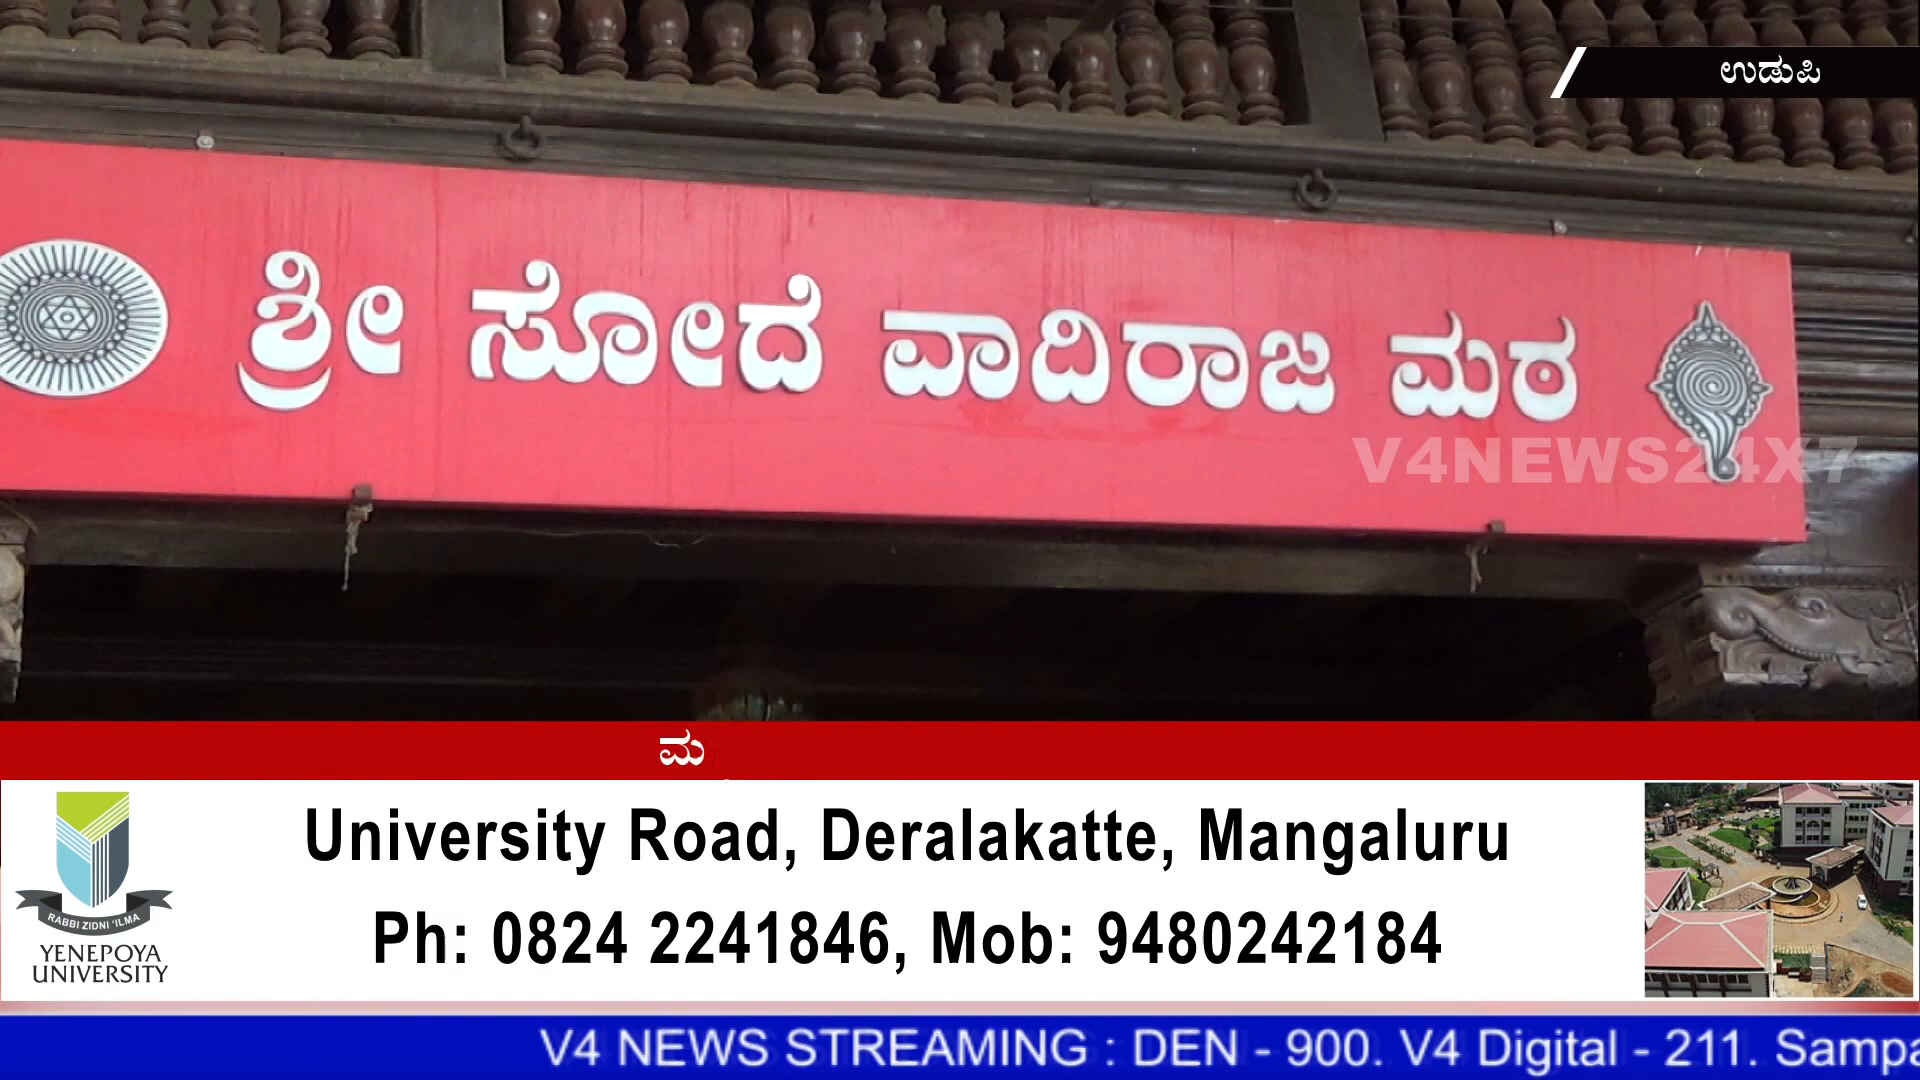 ಉಡುಪಿ
ಶ್ರೀ ಸೋದೆ ವಾದಿರಾಜ ಮಠ
V4NEWS24X7
ಮ
University Road, Deralakatte, Mangaluru
Ph: 0824 2241846, Mob: 9480242184
RABBI ZIDNI 'ILMA
YENEPOYA
UNIVERSITY
V4 NEWS STREAMING : DEN - 900. V4 Digital - 211. Sampa